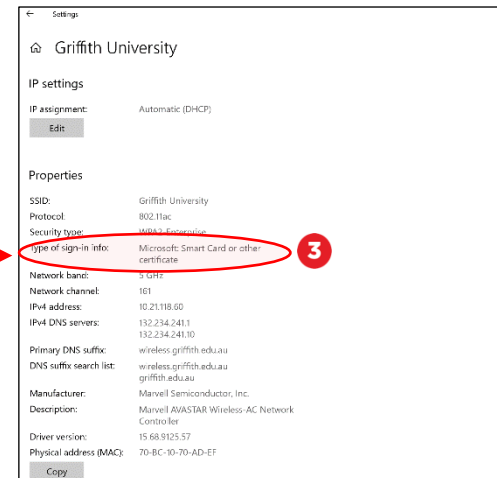 Settings
Griffith University
IP settings
IP assignment: Automatic (DHCP)
Edit
Properties
SSID: Griffith University
Protocol: 802.11ac
Security type: WPA2-Enterprise
Type of sign-in info: Microsoft: Smart Card or other
certificate
3
Network band: 5 GHz
Network channel: 161
IPv4 address: 10.21.118.60
IPv4 DNS servers: 132.234.241.1
132.234.241.10
Primary DNS suffix: wireless.griffith.edu.au
DNS suffix search list: wireless.griffith.edu.au
griffith.edu.au
Manufacturer: Marvell Semiconductor, Inc.
Description: Marvell AVASTAR Wireless-AC Network
Controller
Driver version: 15.68.9125.57
Physical address (MAC): 70-BC-10-70-AD-EF
Copy